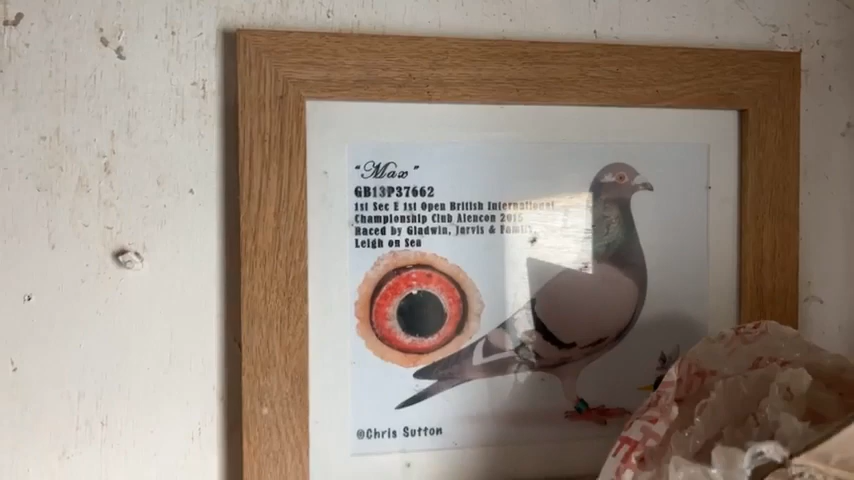 "Max"
GB13P37662
1st Sec E 1st Open British International
Championship Club Alencon 2015
Raced by Gladwin, Jarvis & Family
Leigh on Sea
@Chris Sutton